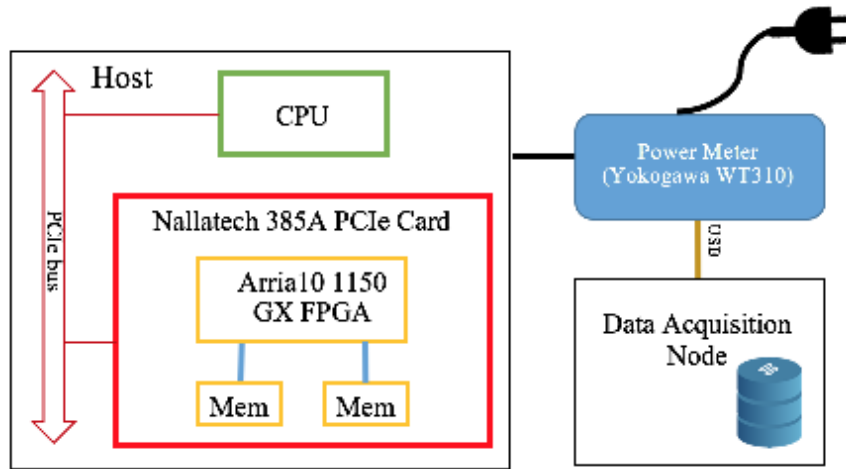 Host
CPU
PCIe bus
Nallatech 385A PCIe Card
Arria10 1150
GX FPGA
Mem
Mem
Power Meter
(Yokogawa WT310)
USD
Data Acquisition
Node